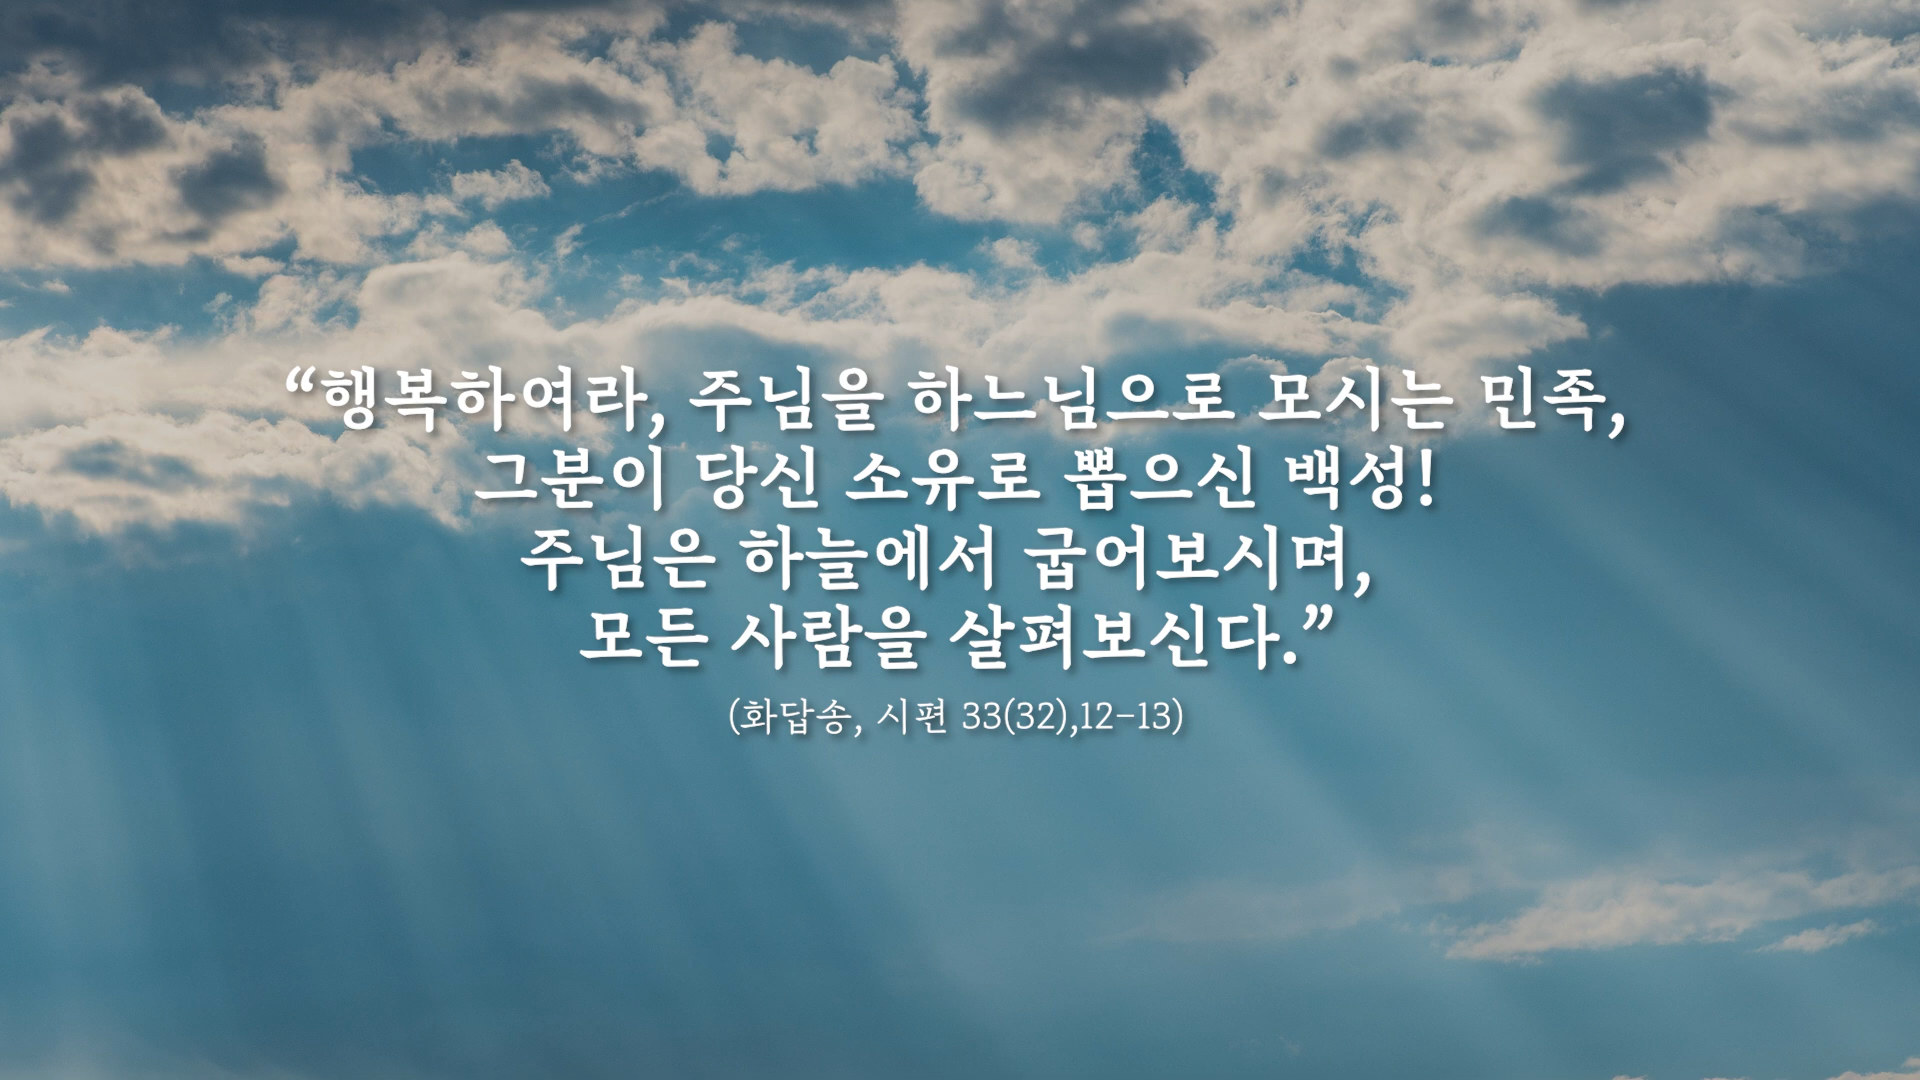 “행복하여라, 주님을 하느님으로 모시는 민족,
그분이 당신 소유로 뽑으신 백성!
주님은 하늘에서 굽어보시며,
모든 사람을 살펴보신다.”
(화답송, 시편 33(32),12-13)